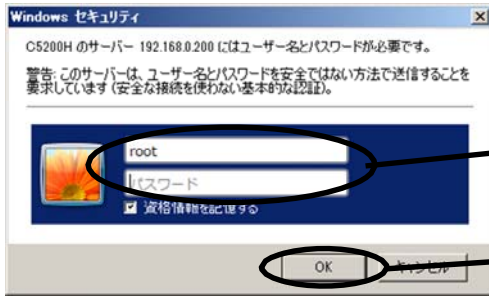 Windows セキュリティ
C5200H のサーバー 192.168.0.200 にはユーザー名とパスワードが必要です。
警告: このサーバーは、ユーザー名とパスワードを安全ではない方法で送信することを
要求しています (安全な接続を使わない基本的な認証)。
root
パスワード
資格情報を記憶する
OK
キャンセル